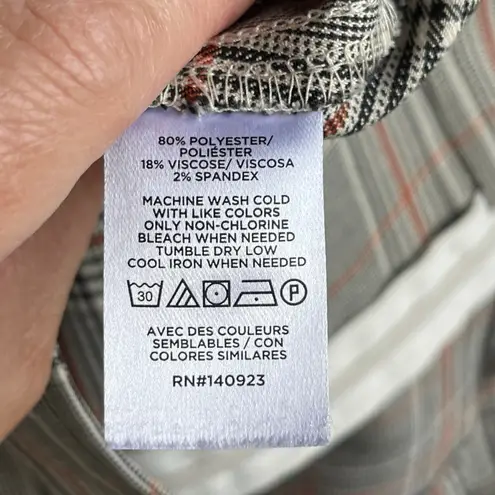 80% POLYESTER/
POLIÉSTER
18% VISCOSE/ VISCOSA
2% SPANDEX
MACHINE WASH COLD
WITH LIKE COLORS
ONLY NON-CHLORINE
BLEACH WHEN NEEDED
TUMBLE DRY LOW
COOL IRON WHEN NEEDED
30 P
AVEC DES COULEURS
SEMBLABLES / CON
COLORES SIMILARES
RN#140923